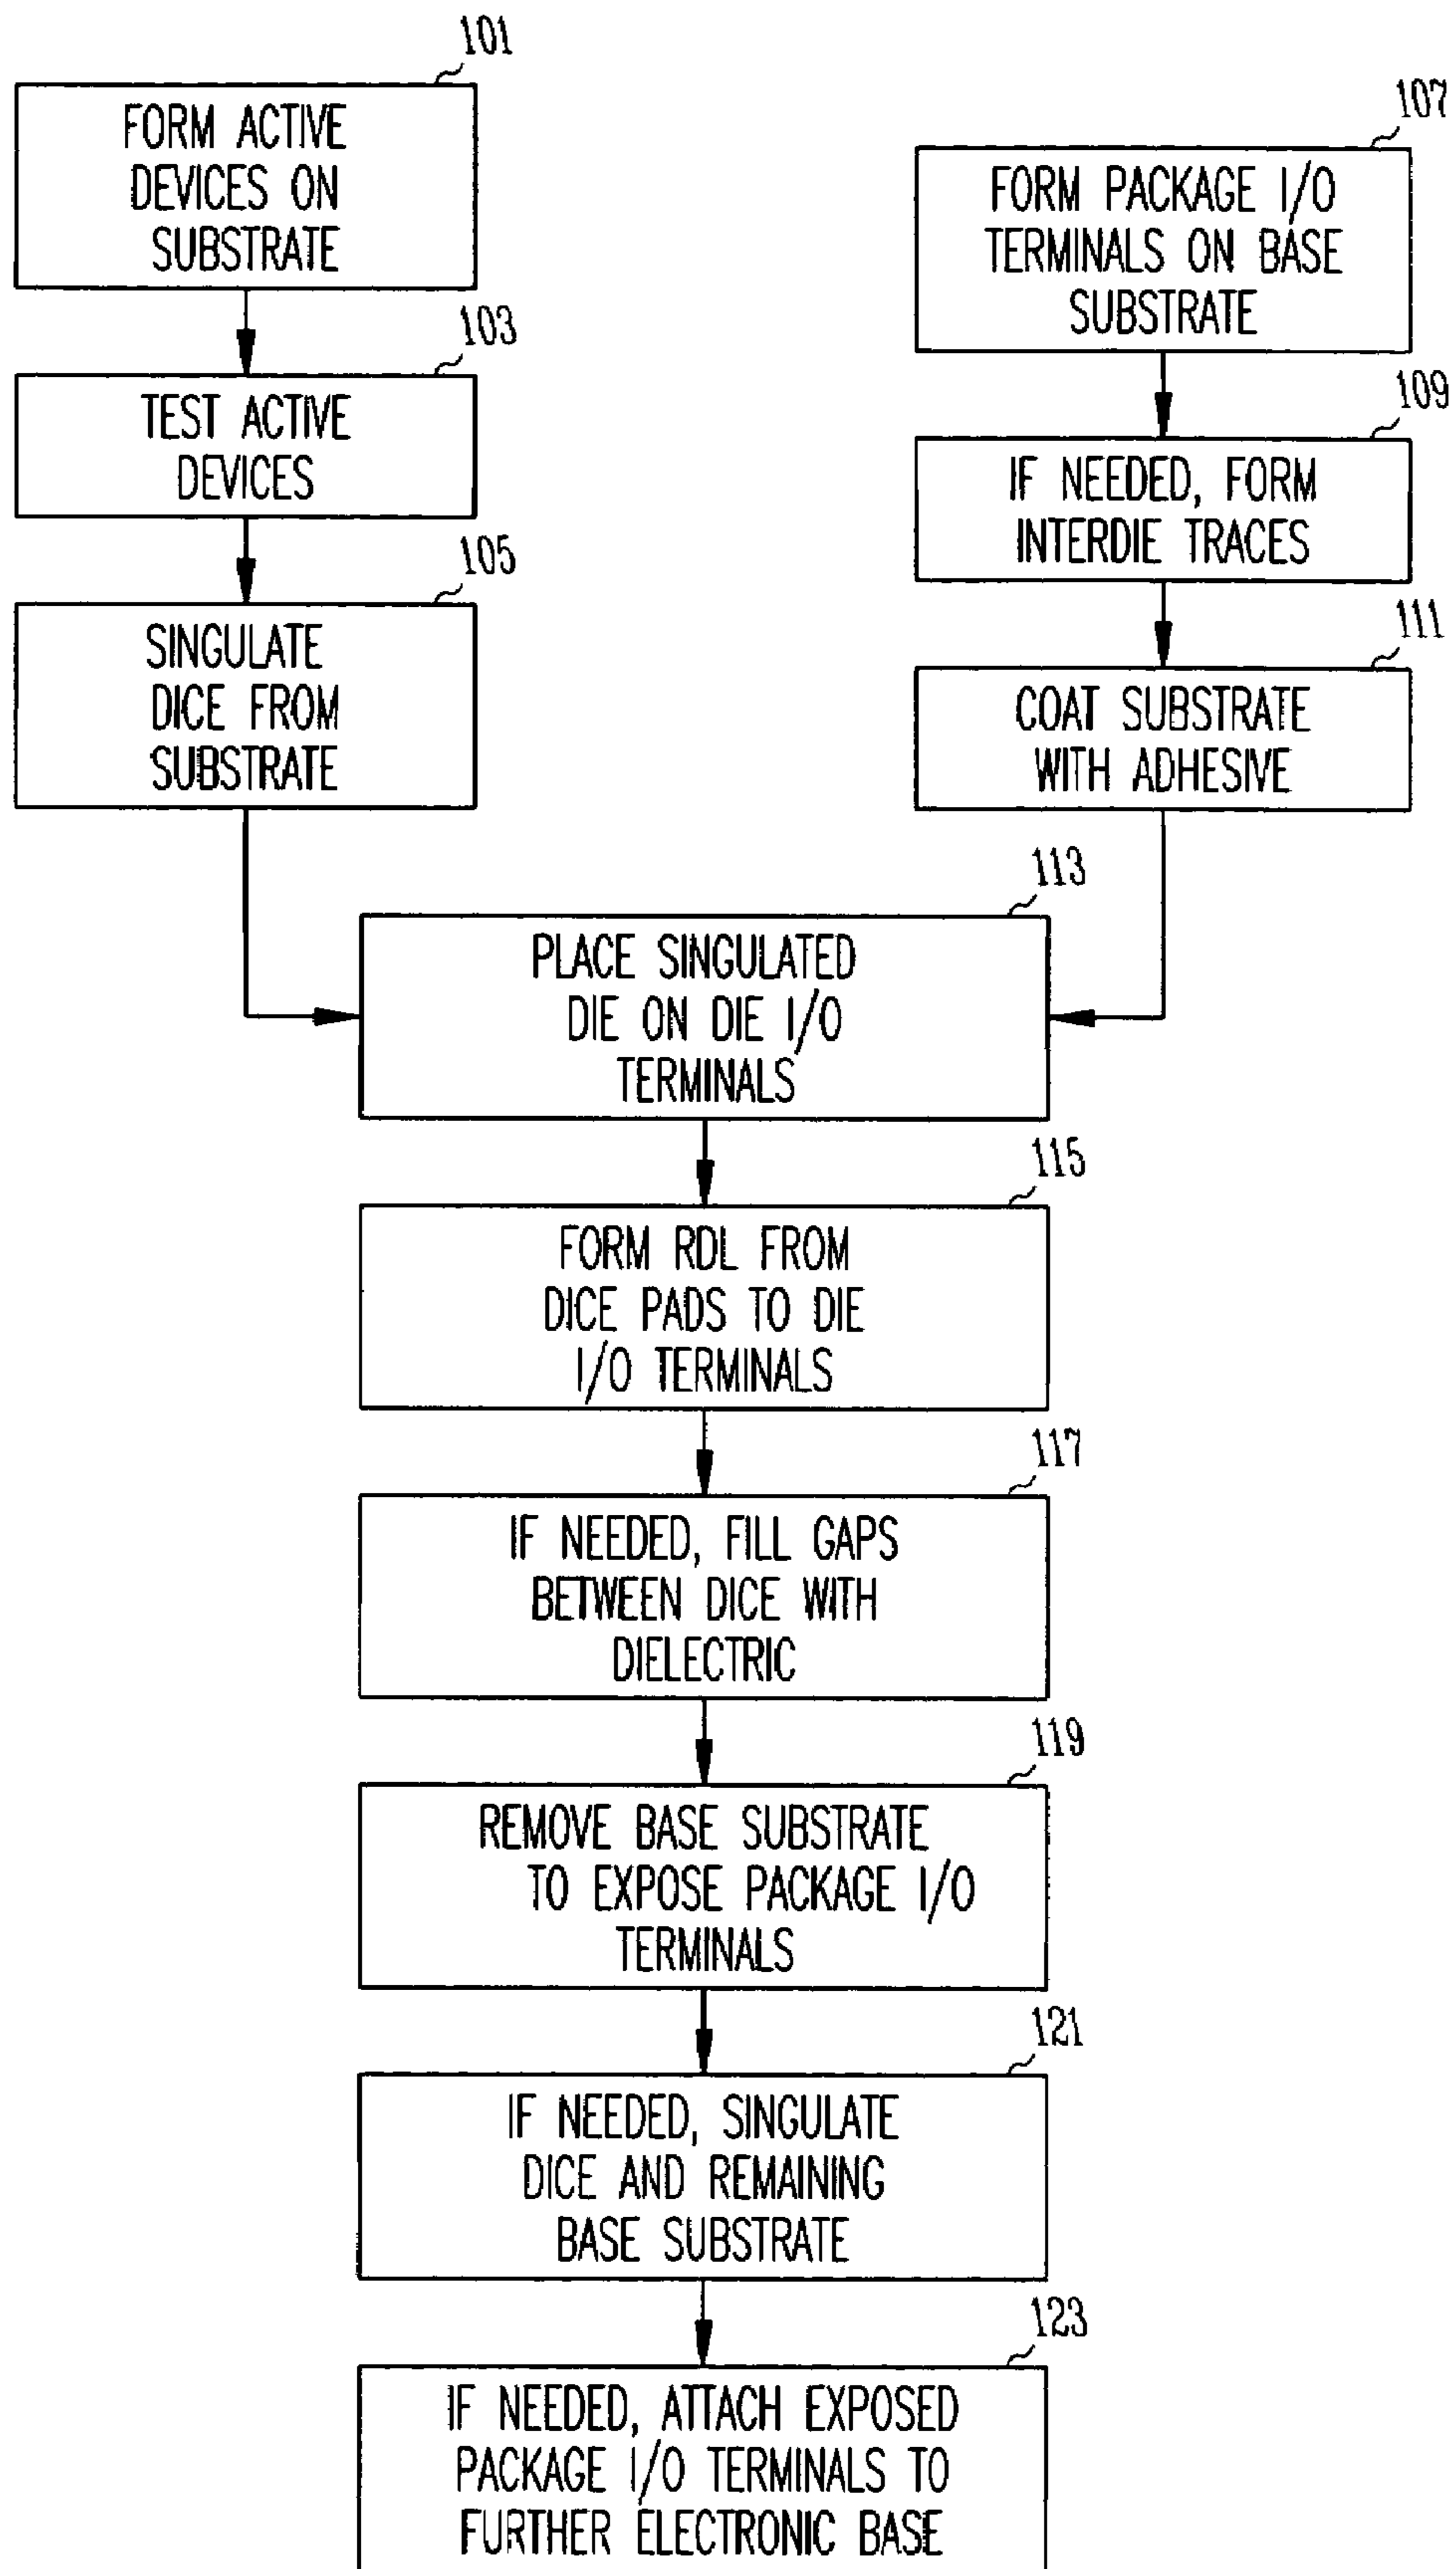 101
FORM ACTIVE
DEVICES ON
SUBSTRATE
103
TEST ACTIVE
DEVICES
105
SINGULATE
DICE FROM
SUBSTRATE
107
FORM PACKAGE I/O
TERMINALS ON BASE
SUBSTRATE
109
IF NEEDED, FORM
INTERDIE TRACES
111
COAT SUBSTRATE
WITH ADHESIVE
113
PLACE SINGULATED
DIE ON DIE I/O
TERMINALS
115
FORM RDL FROM
DICE PADS TO DIE
I/O TERMINALS
117
IF NEEDED, FILL GAPS
BETWEEN DICE WITH
DIELECTRIC
119
REMOVE BASE SUBSTRATE
TO EXPOSE PACKAGE I/O
TERMINALS
121
IF NEEDED, SINGULATE
DICE AND REMAINING
BASE SUBSTRATE
123
IF NEEDED, ATTACH EXPOSED
PACKAGE I/O TERMINALS TO
FURTHER ELECTRONIC BASE